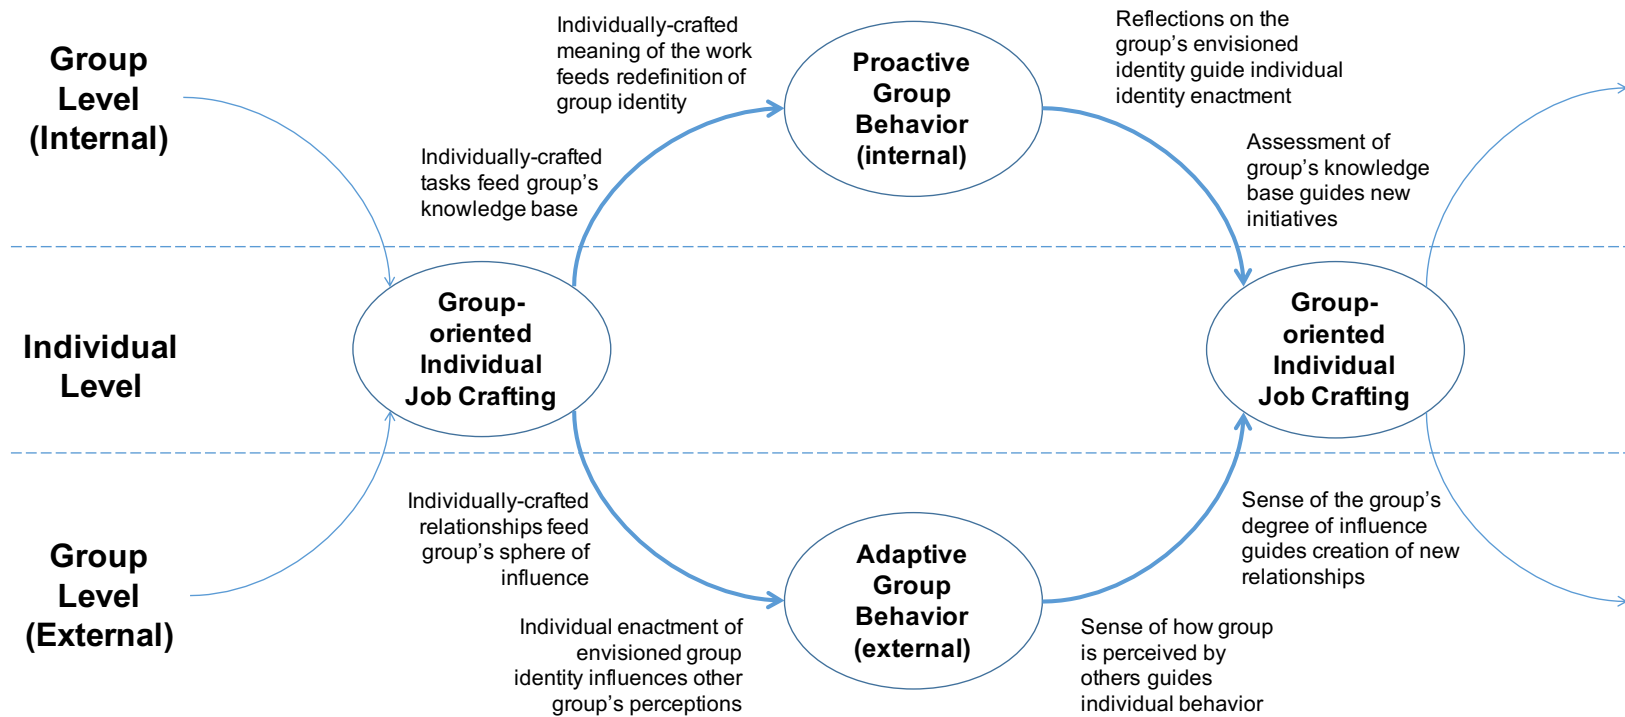 Group
Level
(Internal)
Individually-crafted
meaning of the work
feeds redefinition of
group identity
Individually-crafted
tasks feed group's
knowledge base
Proactive
Group
Behavior
(internal)
Reflections on the
group's envisioned
identity guide individual
identity enactment
Assessment of
group's knowledge
base guides new
initiatives
Individual
Level
Group-
oriented
Individual
Job Crafting
Group-
oriented
Individual
Job Crafting
Group
Level
(External)
Individually-crafted
relationships feed
group's sphere of
influence
Individual enactment of
envisioned group
identity influences other
group's perceptions
Adaptive
Group
Behavior
(external)
Sense of the group's
degree of influence
guides creation of new
relationships
Sense of how group
is perceived by
others guides
individual behavior